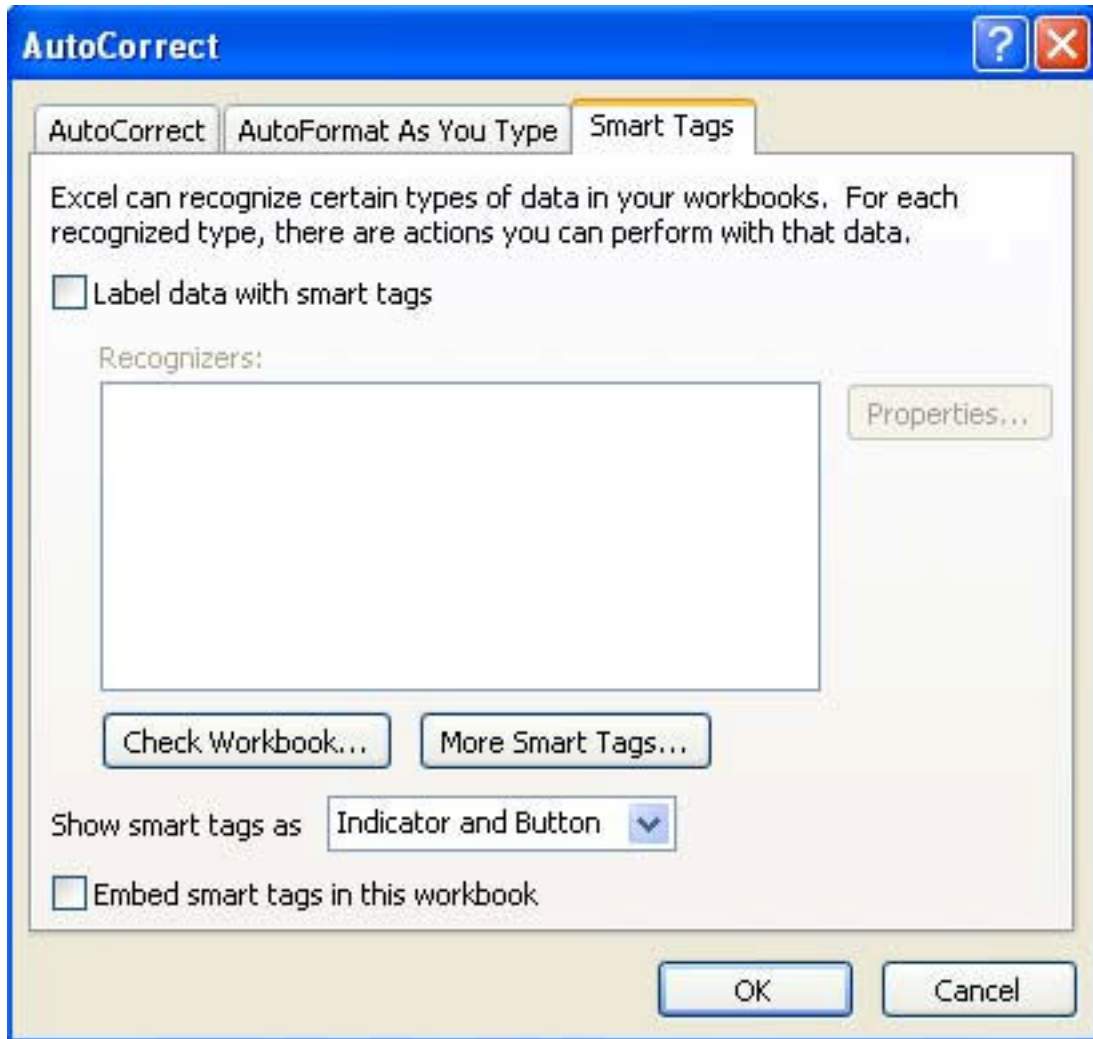 AutoCorrect
?
AutoCorrect
AutoFormat As You Type
Smart Tags
Excel can recognize certain types of data in your workbooks. For each
recognized type, there are actions you can perform with that data.
Label data with smart tags
Recognizers:
Properties...
Check Workbook...
More Smart Tags...
Show smart tags as
Indicator and Button
Embed smart tags in this workbook
OK
Cancel